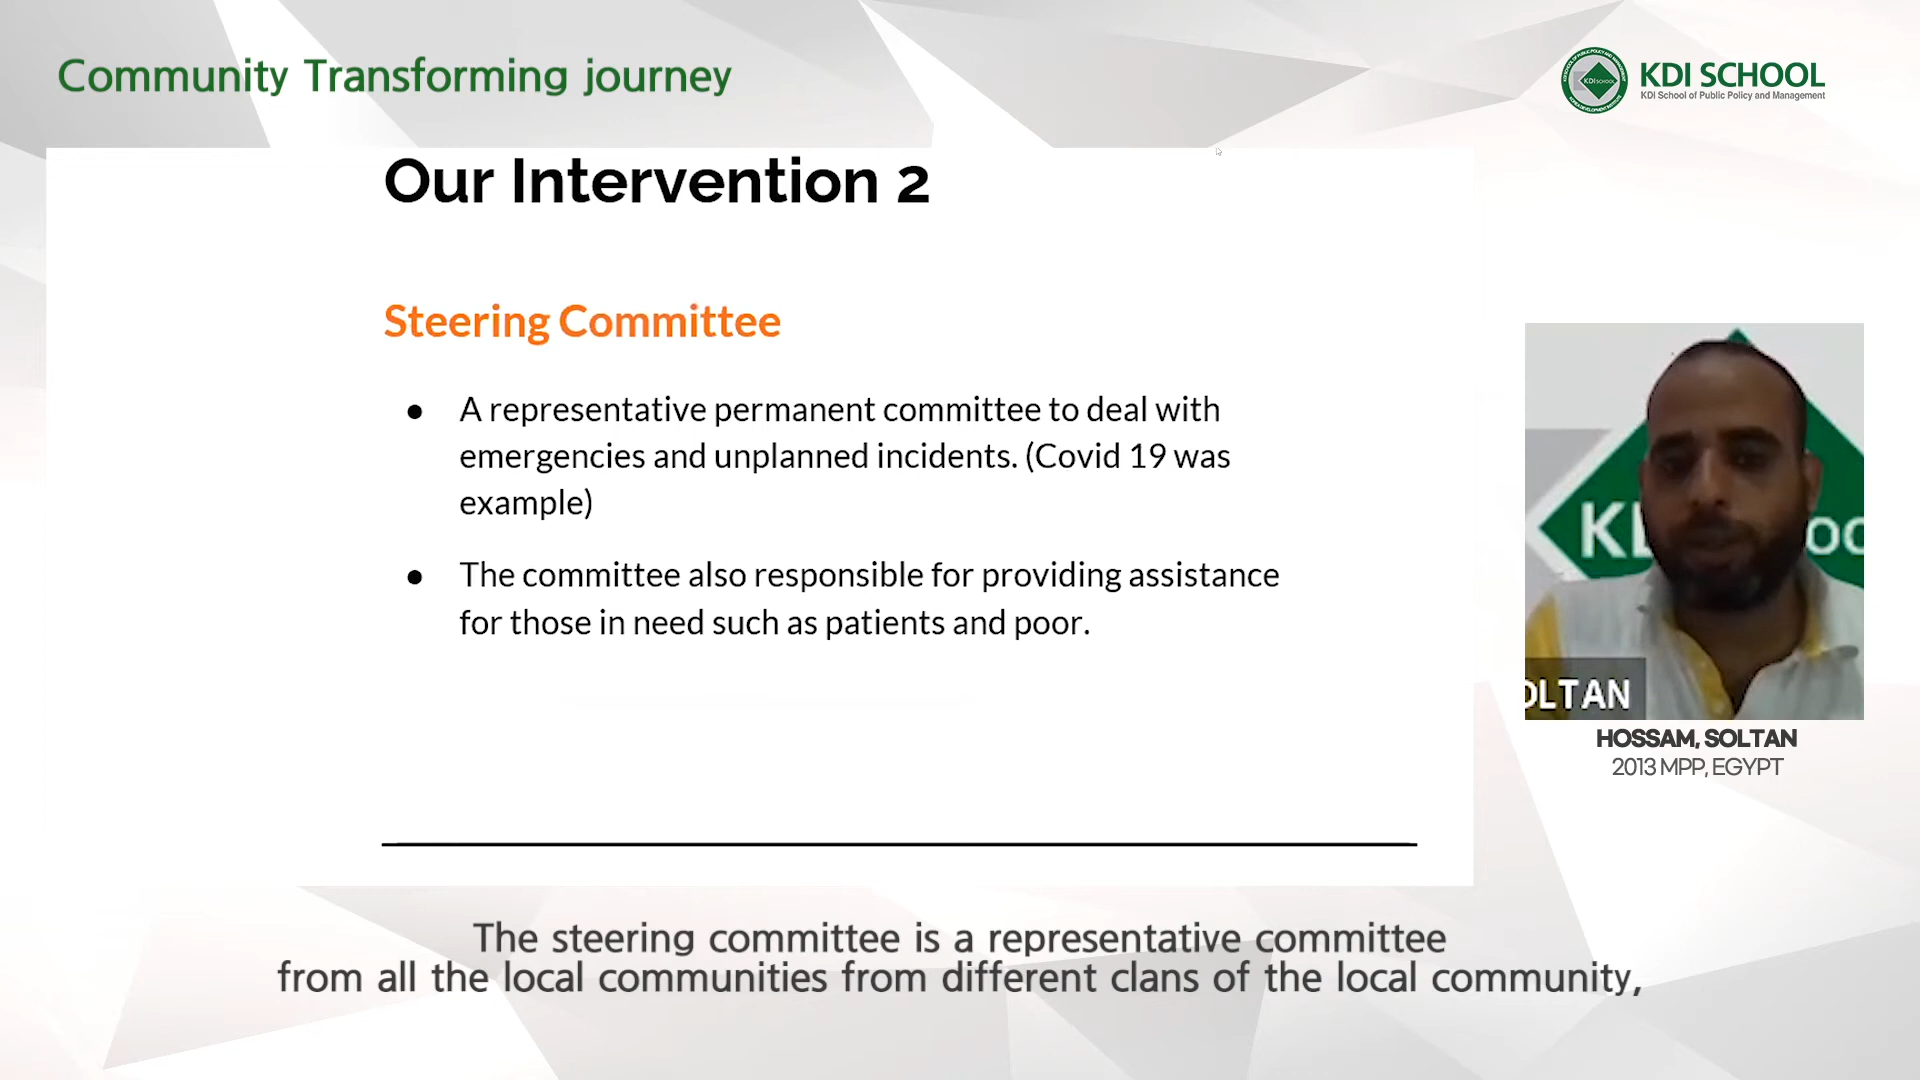 Community Transforming journey
KDI SCHOOL
KDI School of Public Policy and Management
Our Intervention 2
Steering Committee
● A representative permanent committee to deal with
emergencies and unplanned incidents. (Covid 19 was
example)
● The committee also responsible for providing assistance
for those in need such as patients and poor.
OLTAN
HOSSAM, SOLTAN
2013 MPP, EGYPT
The steering committee is a representative committee
from all the local communities from different clans of the local community,